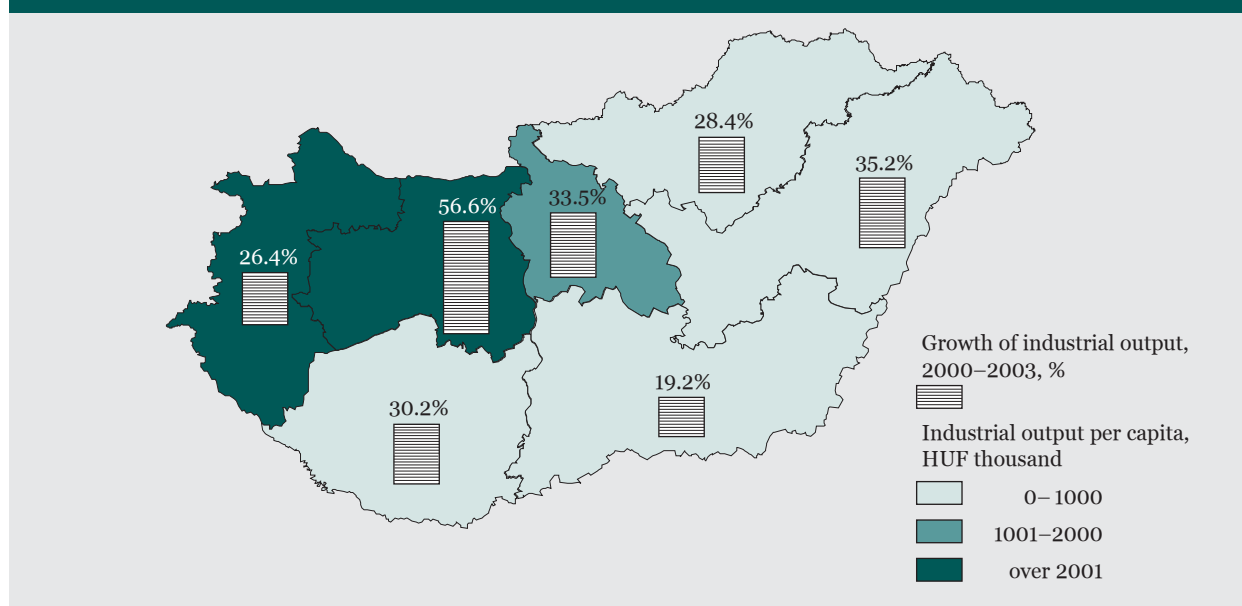 28.4%
35.2%
56.6%
33.5%
26.4%
30.2%
19.2%
Growth of industrial output,
2000–2003, %
Industrial output per capita,
HUF thousand
0–1000
1001–2000
over 2001